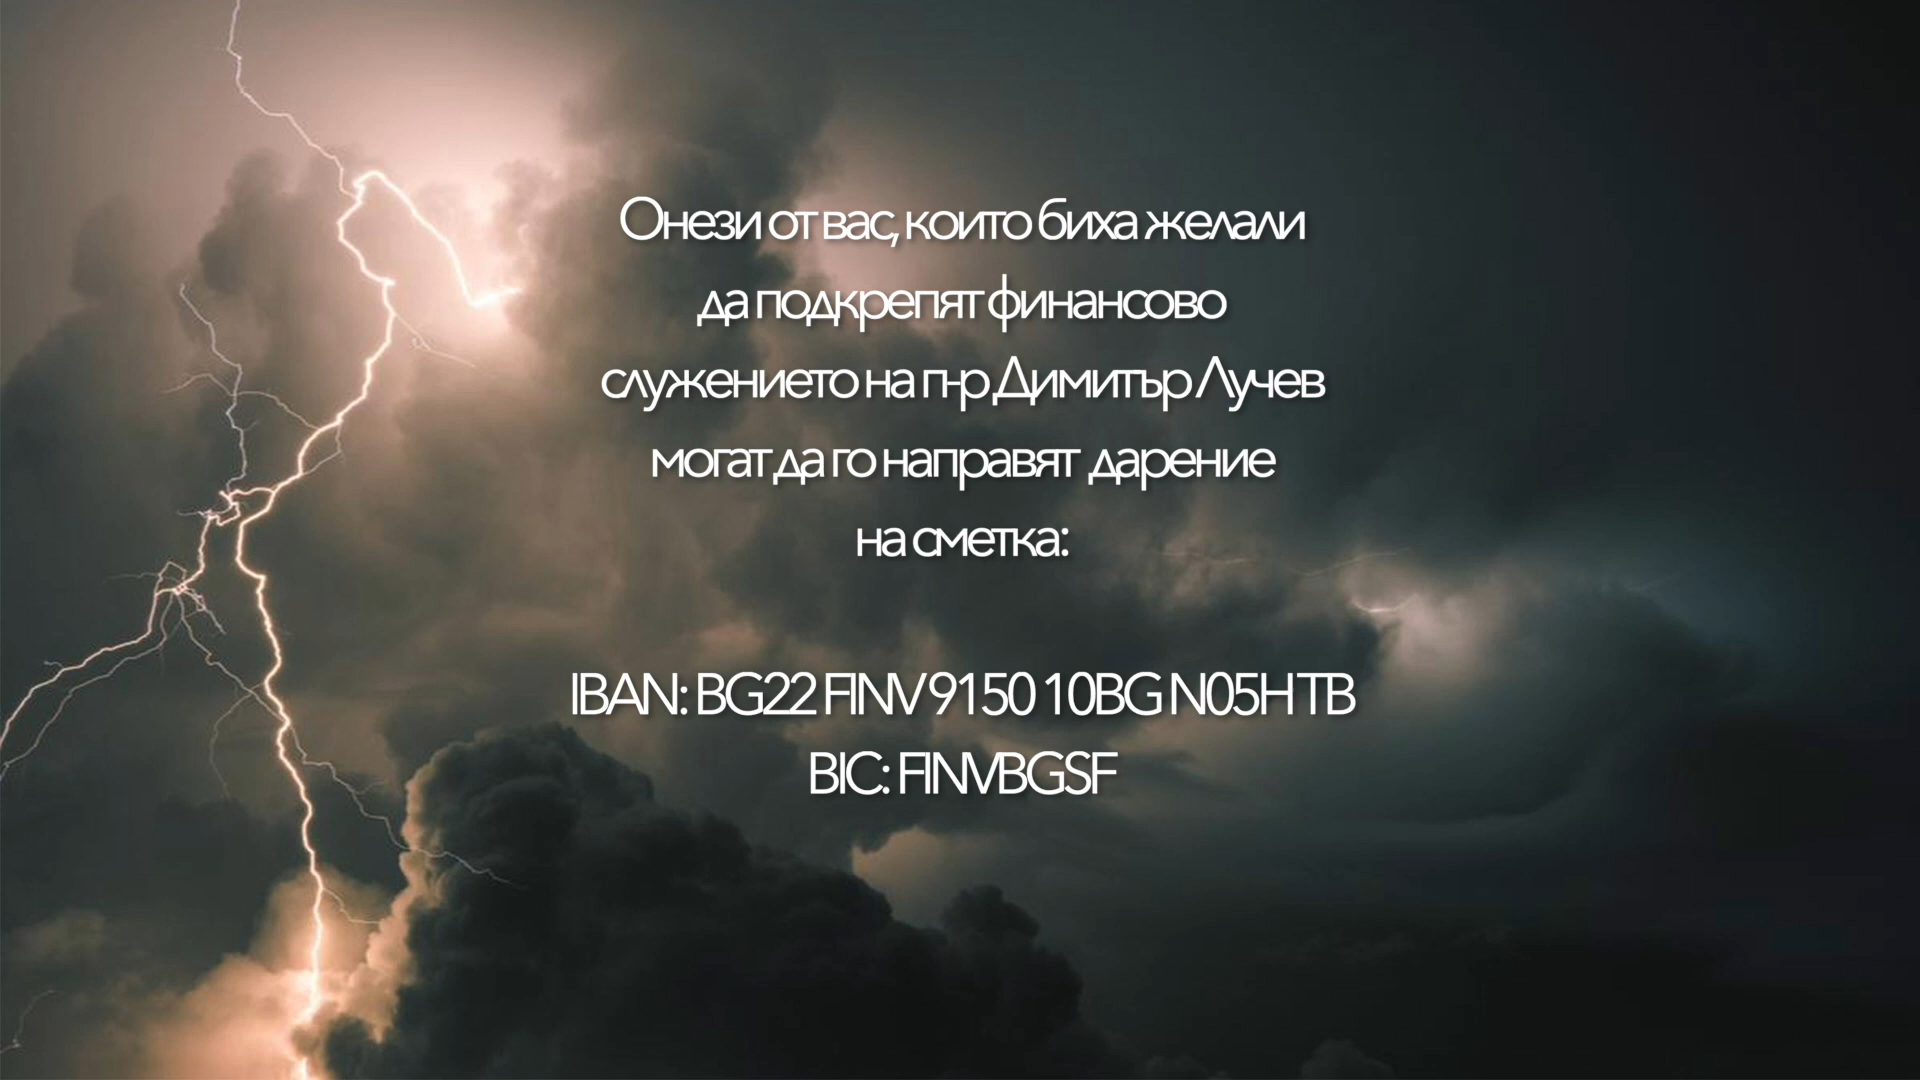 Онези от вас, които биха желали
да подкрепят финансово
служението на п-р Димитър Лучев
могат да го направят дарение
на сметка:
IBAN: BG22 FINV 9150 10BG N05H TB
BIC: FINVBGSF